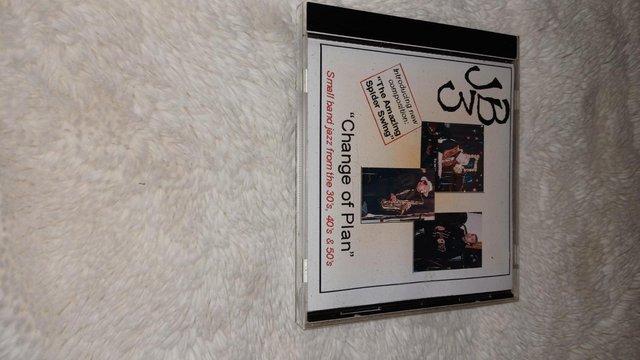 JB
3
Introducing new
composition:
"The Amazing
Spider Swing"
"Change of Plan"
Small band jazz from the 30's, 40's & 50's